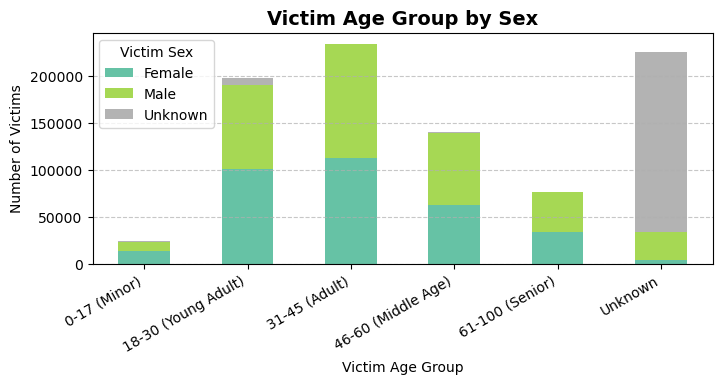 Victim Age Group by Sex
Victim Sex
Female
Male
Unknown
Number of Victims
200000
150000
100000
50000
0
0-17 (Minor)
18-30 (Young Adult)
31-45 (Adult)
46-60 (Middle Age)
61-100 (Senior)
Unknown
Victim Age Group